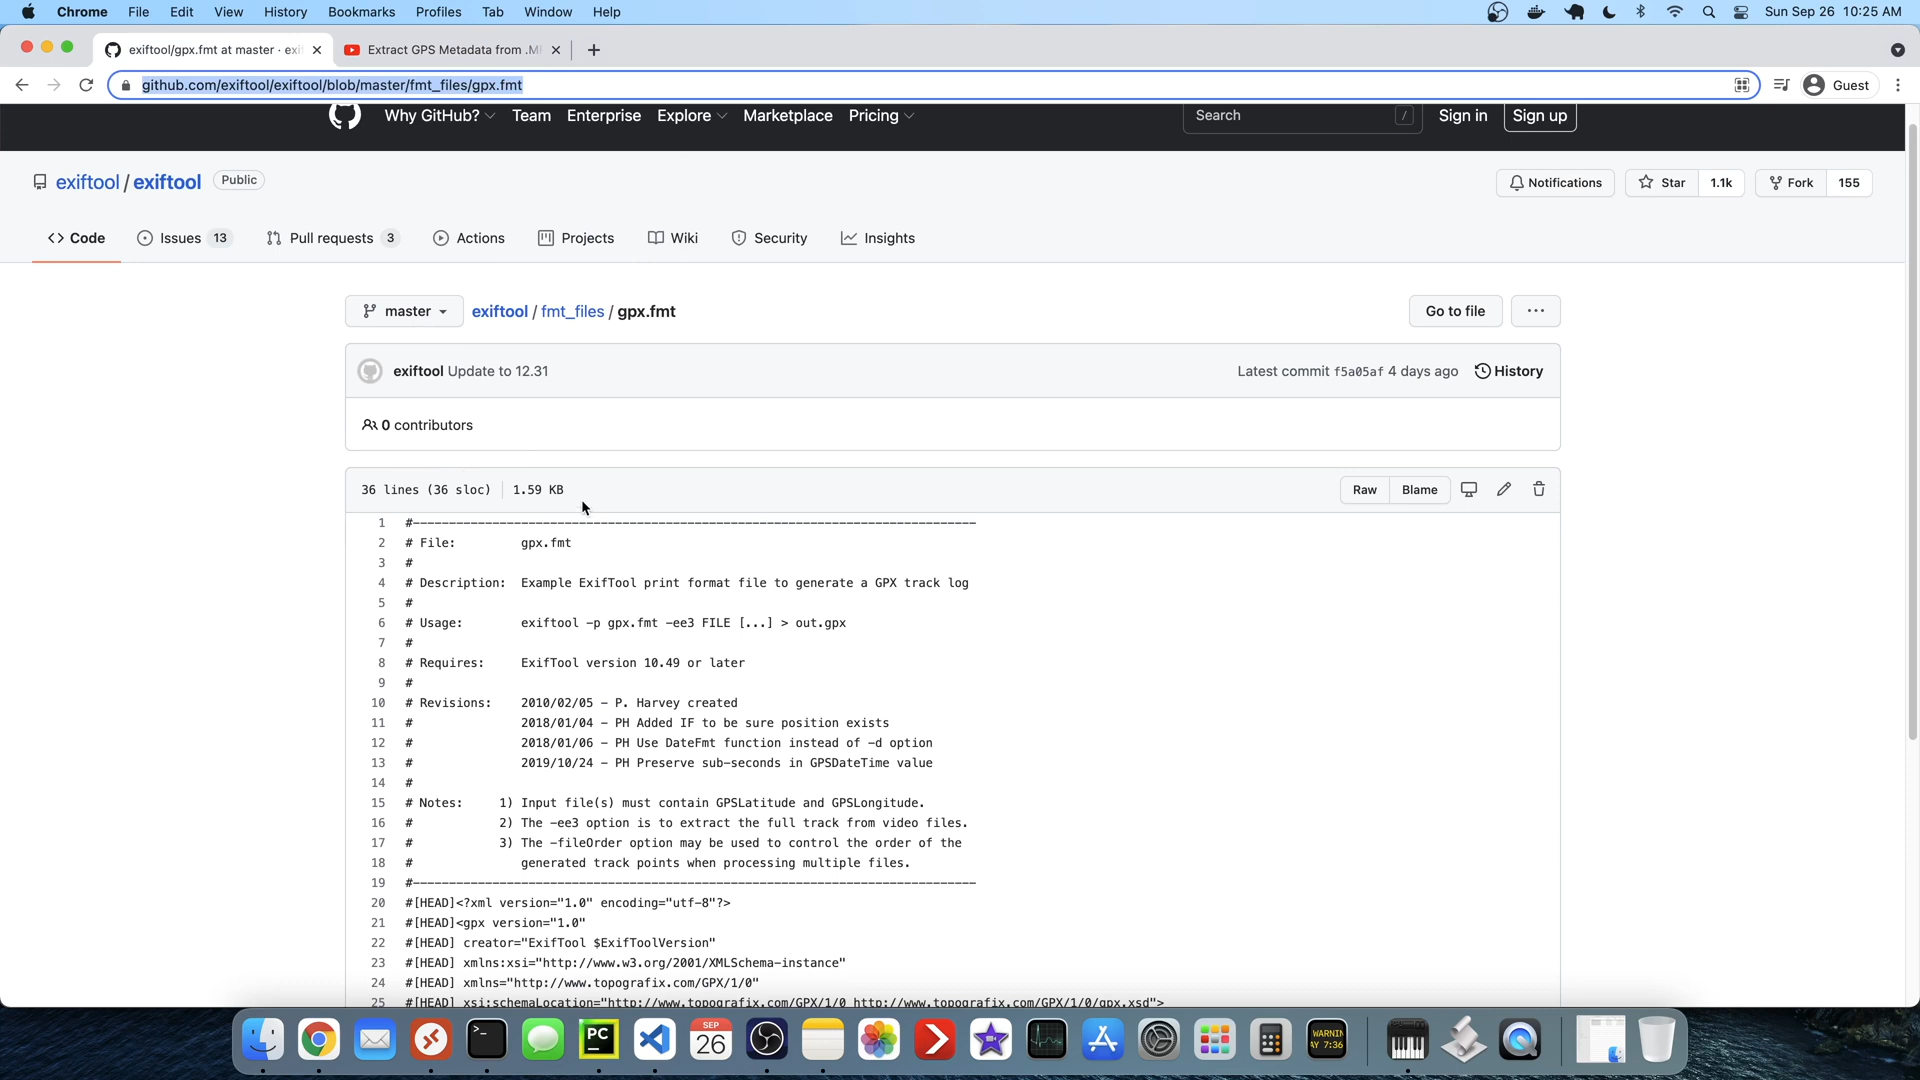 Chrome File Edit View History Bookmarks Profiles Tab Window Help Sun Sep 26 10:25 AM
exiftool/gpx.fmt at master · exi Extract GPS Metadata from .M
github.com/exiftool/exiftool/blob/master/fmt_files/gpx.fmt Guest
Why GitHub? Team Enterprise Explore Marketplace Pricing Search / Sign in Sign up
exiftool / exiftool Public Notifications Star 1.1k Fork 155
Code Issues 13 Pull requests 3 Actions Projects Wiki Security Insights
master exiftool / fmt_files / gpx.fmt Go to file ...
exiftool Update to 12.31 Latest commit f5a05af 4 days ago History
0 contributors
36 lines (36 sloc) 1.59 KB Raw Blame
1 #------------------------------------------------------------------------------
2 # File: gpx.fmt
3 #
4 # Description: Example ExifTool print format file to generate a GPX track log
5 #
6 # Usage: exiftool -p gpx.fmt -ee3 FILE [...] > out.gpx
7 #
8 # Requires: ExifTool version 10.49 or later
9 #
10 # Revisions: 2010/02/05 - P. Harvey created
11 # 2018/01/04 - PH Added IF to be sure position exists
12 # 2018/01/06 - PH Use DateFmt function instead of -d option
13 # 2019/10/24 - PH Preserve sub-seconds in GPSDateTime value
14 #
15 # Notes: 1) Input file(s) must contain GPSLatitude and GPSLongitude.
16 # 2) The -ee3 option is to extract the full track from video files.
17 # 3) The -fileOrder option may be used to control the order of the
18 # generated track points when processing multiple files.
19 #------------------------------------------------------------------------------
20 #[HEAD]<?xml version="1.0" encoding="utf-8"?>
21 #[HEAD]<gpx version="1.0"
22 #[HEAD] creator="ExifTool $ExifToolVersion"
23 #[HEAD] xmlns:xsi="http://www.w3.org/2001/XMLSchema-instance"
24 #[HEAD] xmlns="http://www.topografix.com/GPX/1/0"
25 #[HEAD] xsi:schemaLocation="http://www.topografix.com/GPX/1/0 http://www.topografix.com/GPX/1/0/gpx.xsd">
PC SEP 26 WARNIN AY 7:36